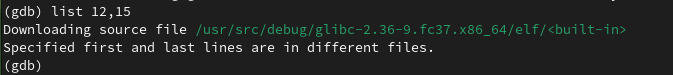 (gdb) list 12,15
Downloading source file /usr/src/debug/glibc-2.36-9.fc37.x86_64/elf/<built-in>
Specified first and last lines are in different files.
(gdb)